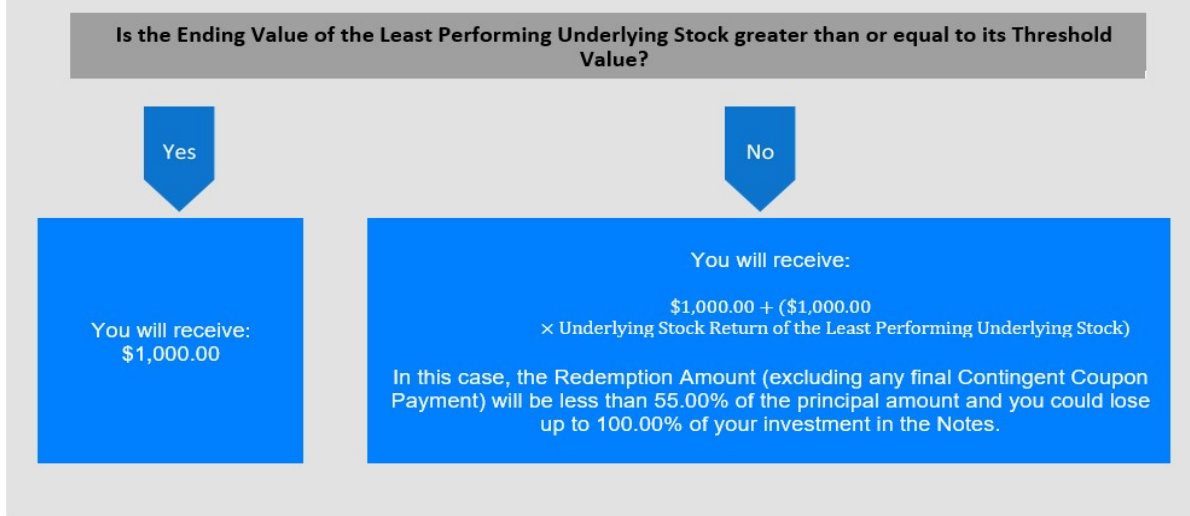 Is the Ending Value of the Least Performing Underlying Stock greater than or equal to its Threshold
Value?
Yes
No
You will receive:
$1,000.00
You will receive:
$1,000.00 + ($1,000.00
× Underlying Stock Return of the Least Performing Underlying Stock)
In this case, the Redemption Amount (excluding any final Contingent Coupon
Payment) will be less than 55.00% of the principal amount and you could lose
up to 100.00% of your investment in the Notes.